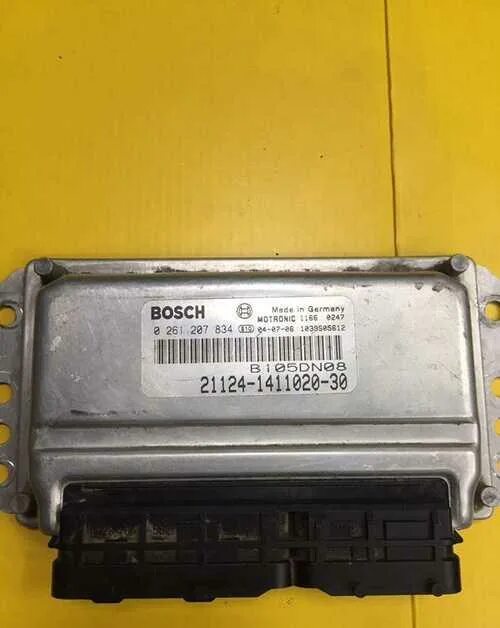 BOSCH Made in Germany
MOTRONIC 1166 0247
0 261 207 834 04-07-06 1039S05612
B105DN08
21124-1411020-30